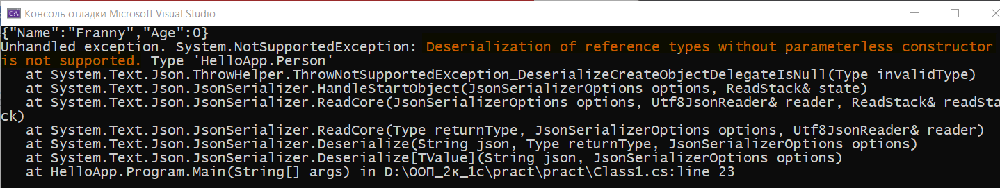 Консоль отладки Microsoft Visual Studio
{"Name":"Franny","Age":0}
Unhandled exception. System.NotSupportedException: Deserialization of reference types without parameterless constructor
is not supported. Type 'HelloApp.Person'
   at System.Text.Json.ThrowHelper.ThrowNotSupportedException_DeserializeCreateObjectDelegateIsNull(Type invalidType)
   at System.Text.Json.JsonSerializer.HandleStartObject(JsonSerializerOptions options, ReadStack& state)
   at System.Text.Json.JsonSerializer.ReadCore(JsonSerializerOptions options, Utf8JsonReader& reader, ReadStack& readSta
ck)
   at System.Text.Json.JsonSerializer.ReadCore(Type returnType, JsonSerializerOptions options, Utf8JsonReader& reader)
   at System.Text.Json.JsonSerializer.Deserialize(String json, Type returnType, JsonSerializerOptions options)
   at System.Text.Json.JsonSerializer.Deserialize[TValue](String json, JsonSerializerOptions options)
   at HelloApp.Program.Main(String[] args) in D:\ООП_2к_1с\pract\pract\Class1.cs:line 23